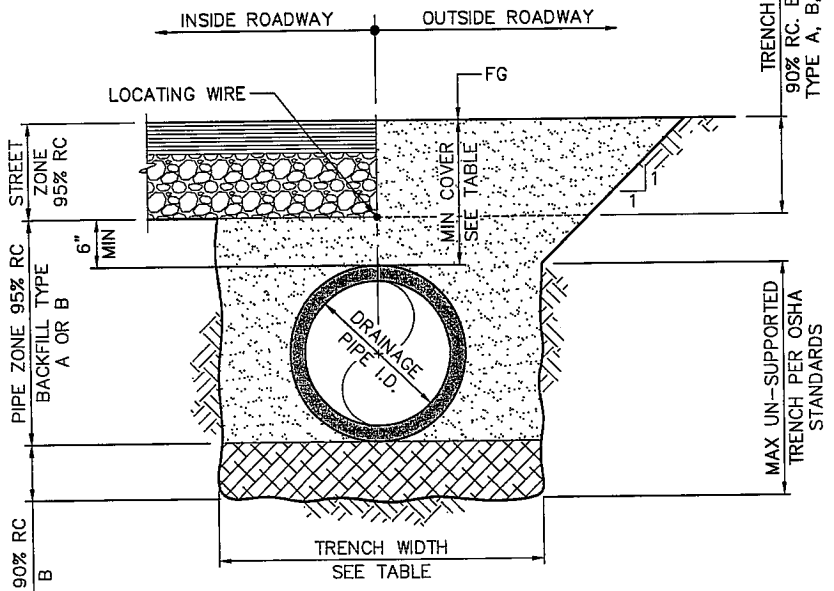 INSIDE ROADWAY
OUTSIDE ROADWAY
TRENCH
90% RC. B
TYPE A, B,
FG
LOCATING WIRE
STREET
ZONE
95% RC
MIN COVER
SEE TABLE
1
1
6"
MIN
PIPE ZONE 95% RC
BACKFILL TYPE
A OR B
DRAINAGE
PIPE I.D.
MAX UN-SUPPORTED
TRENCH PER OSHA
STANDARDS
90% RC
B
TRENCH WIDTH
SEE TABLE